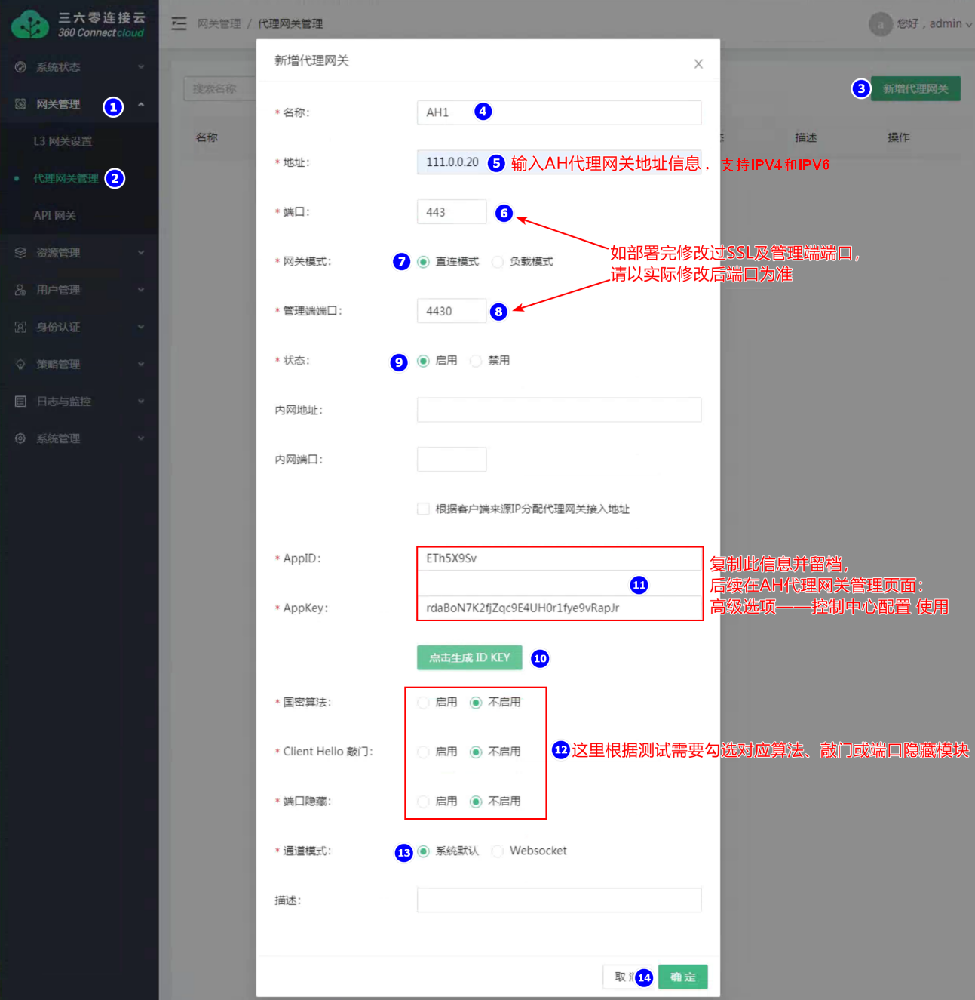 三六零连接云
360 Connectcloud
网关管理 / 代理网关管理
a 您好，admin
系统状态
网关管理
1
L3 网关设置
代理网关管理
2
API 网关
资源管理
用户管理
身份认证
策略管理
日志与监控
系统管理
搜索名称
3
新增代理网关
名称
描述
操作
新增代理网关
X
* 名称：
AH1
4
* 地址：
111.0.0.20
5 输入AH代理网关地址信息．支持IPV4和IPV6
* 端口：
443
6
如部署完修改过SSL及管理端端口，
请以实际修改后端口为准
* 网关模式：
7
直连模式
负载模式
* 管理端端口：
4430
8
* 状态：
9
启用
禁用
内网地址：
内网端口：
根据客户端来源IP分配代理网关接入地址
* AppID：
ETh5X9Sv
11
* AppKey：
rdaBoN7K2fjZqc9E4UH0r1fye9vRapJr
复制此信息并留档，
后续在AH代理网关管理页面：
高级选项——控制中心配置 使用
点击生成 ID KEY
10
* 国密算法：
启用
不启用
* Client Hello 敲门：
启用
不启用
12 这里根据测试需要勾选对应算法、敲门或端口隐藏模块
* 端口隐藏：
启用
不启用
* 通道模式：
13
系统默认
Websocket
描述：
取
14
确 定